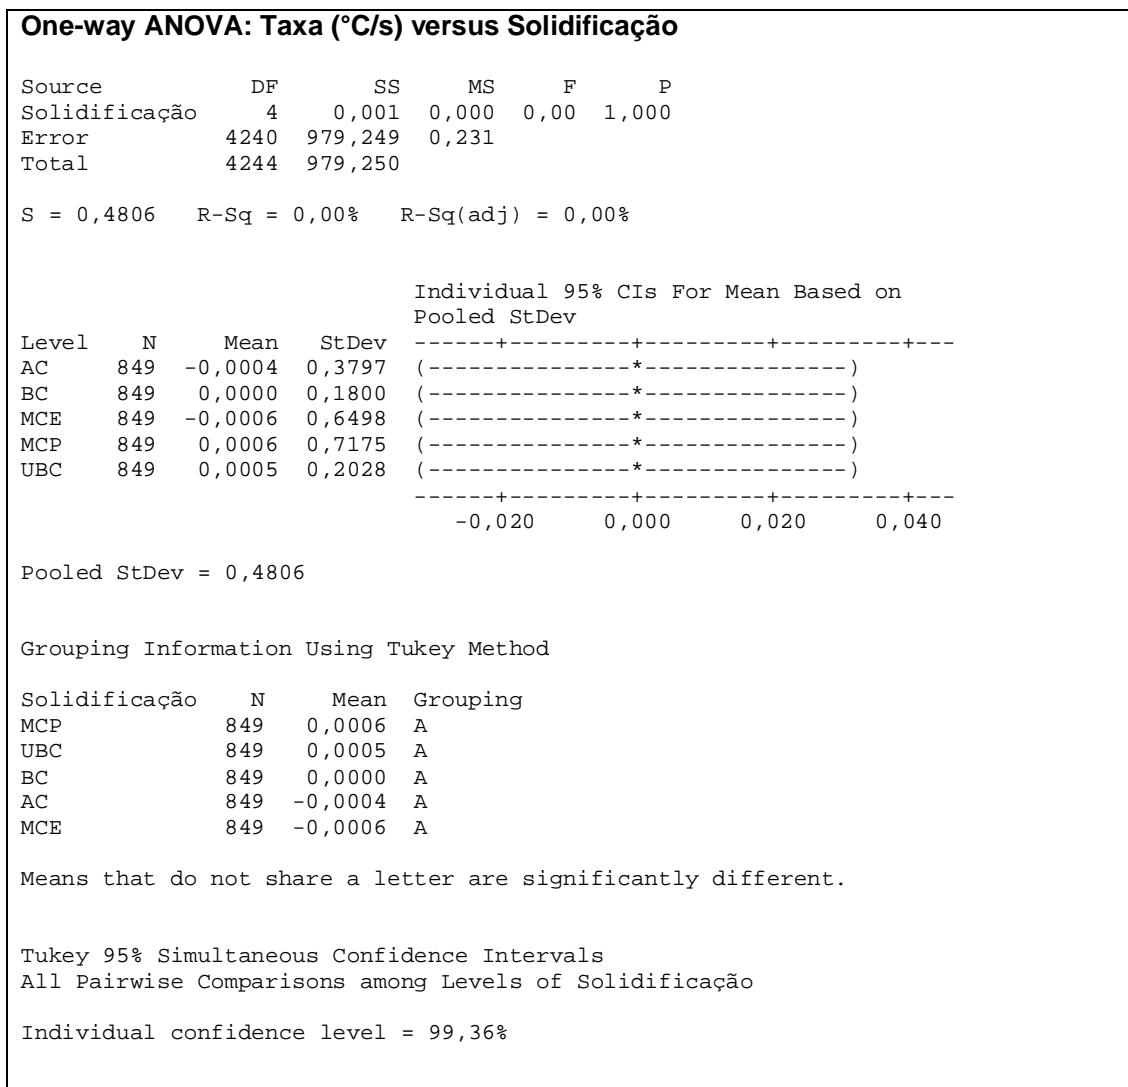 One-way ANOVA: Taxa (°C/s) versus Solidificação
Source         DF       SS     MS     F      P
Solidificação   4    0,001  0,000  0,00  1,000
Error        4240  979,249  0,231
Total        4244  979,250
S = 0,4806   R-Sq = 0,00%   R-Sq(adj) = 0,00%
Individual 95% CIs For Mean Based on
Pooled StDev
Level    N     Mean   StDev  ------+---------+---------+---------+---
AC     849  -0,0004  0,3797  (---------------*---------------)
BC     849   0,0000  0,1800  (---------------*---------------)
MCE    849  -0,0006  0,6498  (---------------*---------------)
MCP    849   0,0006  0,7175  (---------------*---------------)
UBC    849   0,0005  0,2028  (---------------*---------------)
------+---------+---------+---------+---
-0,020     0,000     0,020     0,040
Pooled StDev = 0,4806
Grouping Information Using Tukey Method
Solidificação    N     Mean  Grouping
MCP            849   0,0006  A
UBC            849   0,0005  A
BC             849   0,0000  A
AC             849  -0,0004  A
MCE            849  -0,0006  A
Means that do not share a letter are significantly different.
Tukey 95% Simultaneous Confidence Intervals
All Pairwise Comparisons among Levels of Solidificação
Individual confidence level = 99,36%